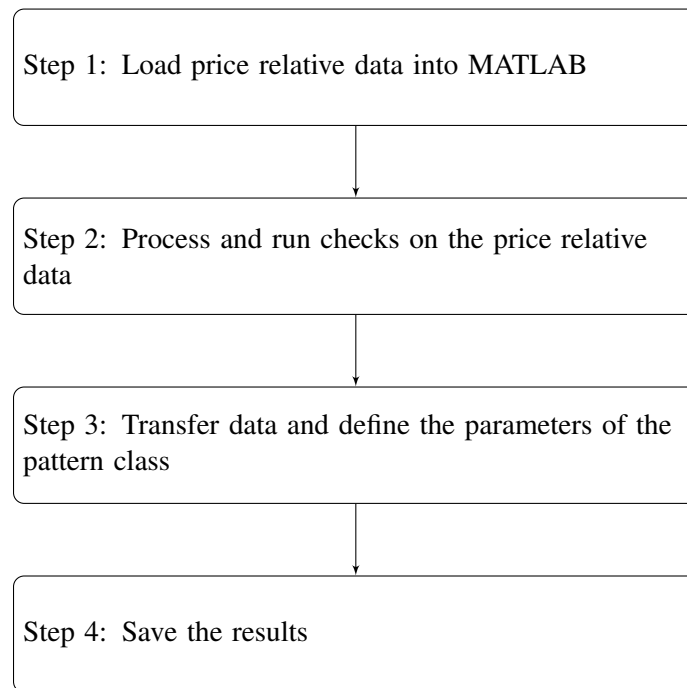 Step 1: Load price relative data into MATLAB
Step 2: Process and run checks on the price relative
data
Step 3: Transfer data and define the parameters of the
pattern class
Step 4: Save the results